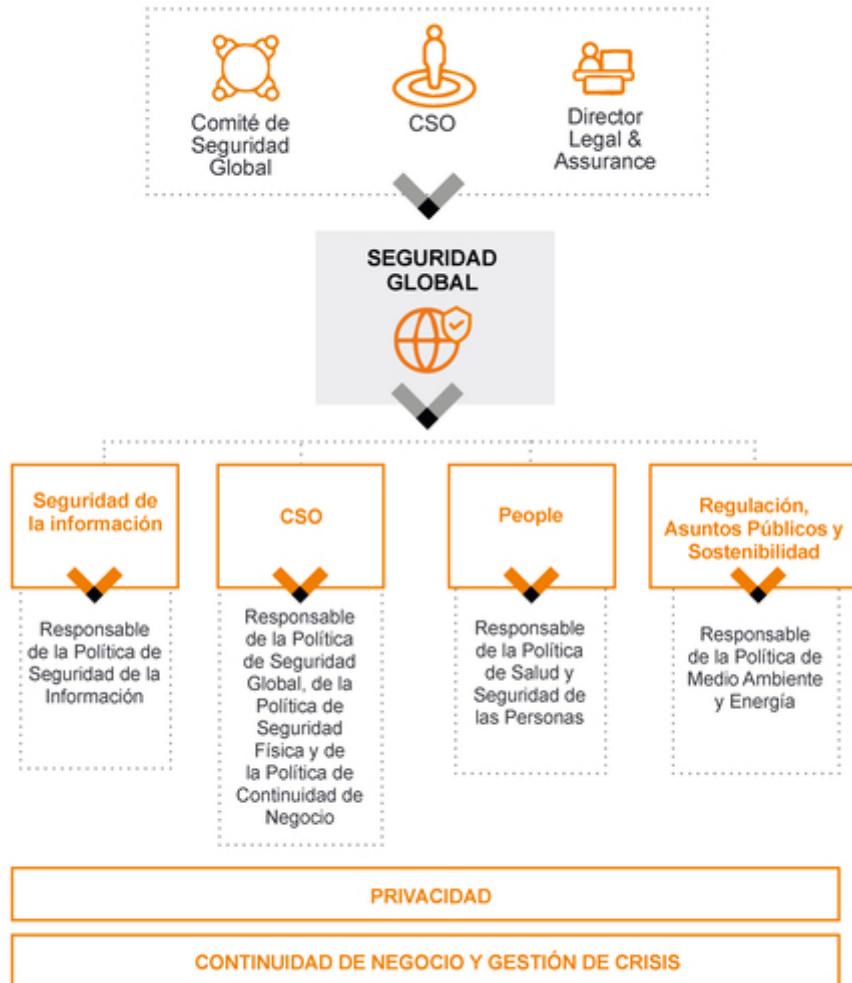 Comité de
Seguridad
Global
CSO
Director
Legal &
Assurance
SEGURIDAD
GLOBAL
Seguridad de
la información
CSO
People
Regulación,
Asuntos Públicos y
Sostenibilidad
Responsable
de la Política de
Seguridad de la
Información
Responsable
de la Política
de Seguridad
Global, de la
Política de
Seguridad
Física y de
la Política de
Continuidad de
Negocio
Responsable
de la Política
de Salud y
Seguridad de
las Personas
Responsable
de la Política de
Medio Ambiente
y Energía
PRIVACIDAD
CONTINUIDAD DE NEGOCIO Y GESTIÓN DE CRISIS